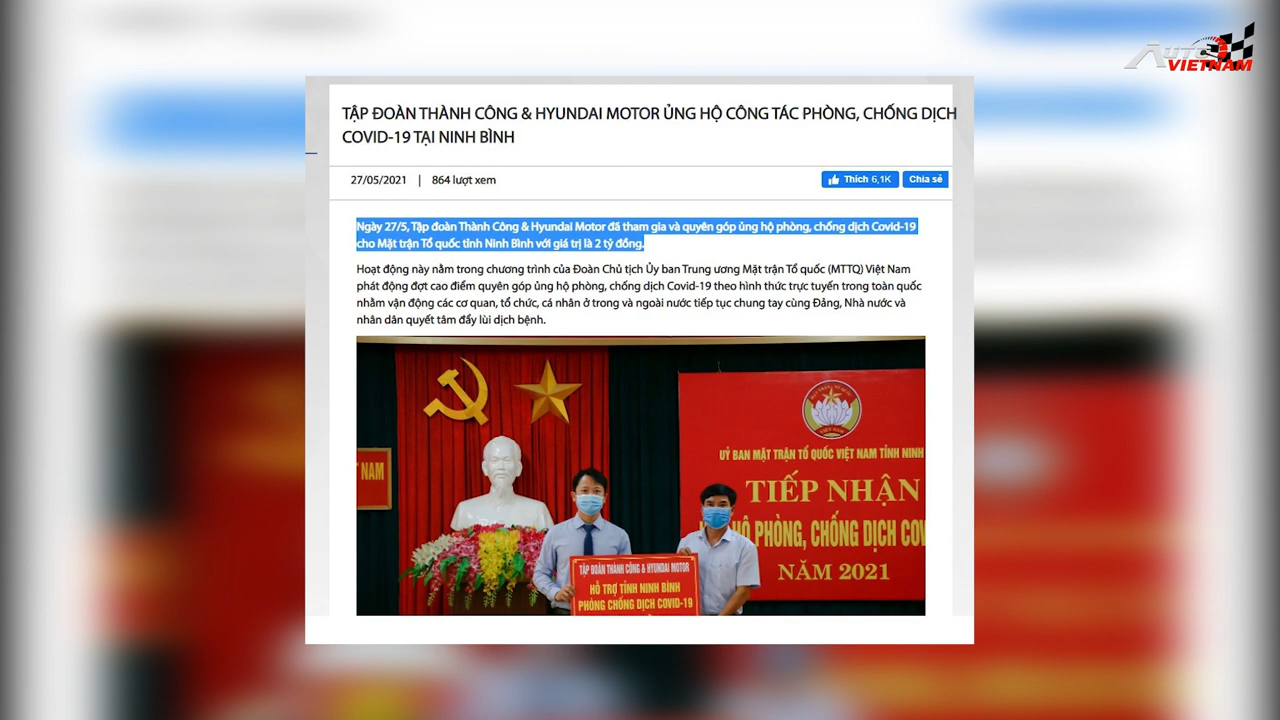 AUTO
VIETNAM
TẬP ĐOÀN THÀNH CÔNG & HYUNDAI MOTOR ỦNG HỘ CÔNG TÁC PHÒNG, CHỐNG DỊCH
COVID-19 TẠI NINH BÌNH
27/05/2021 | 864 lượt xem
Thích 6,1K Chia sẻ
Ngày 27/5, Tập đoàn Thành Công & Hyundai Motor đã tham gia và quyên góp ủng hộ phòng, chống dịch Covid-19
cho Mặt trận Tổ quốc tỉnh Ninh Bình với giá trị là 2 tỷ đồng.
Hoạt động này nằm trong chương trình của Đoàn Chủ tịch Ủy ban Trung ương Mặt trận Tổ quốc (MTTQ) Việt Nam
phát động đợt cao điểm quyên góp ủng hộ phòng, chống dịch Covid-19 theo hình thức trực tuyến trong toàn quốc
nhằm vận động các cơ quan, tổ chức, cá nhân ở trong và ngoài nước tiếp tục chung tay cùng Đảng, Nhà nước và
nhân dân quyết tâm đẩy lùi dịch bệnh.
NAM
VIỆT NAM
UỶ BAN MẶT TRẬN TỔ QUỐC VIỆT NAM TỈNH NINH
TIẾP NHẬN
HỘ PHÒNG, CHỐNG DỊCH COV
NĂM 2021
TẬP ĐOÀN THÀNH CÔNG & HYUNDAI MOTOR
HỖ TRỢ TỈNH NINH BÌNH
PHÒNG CHỐNG DỊCH COVID-19